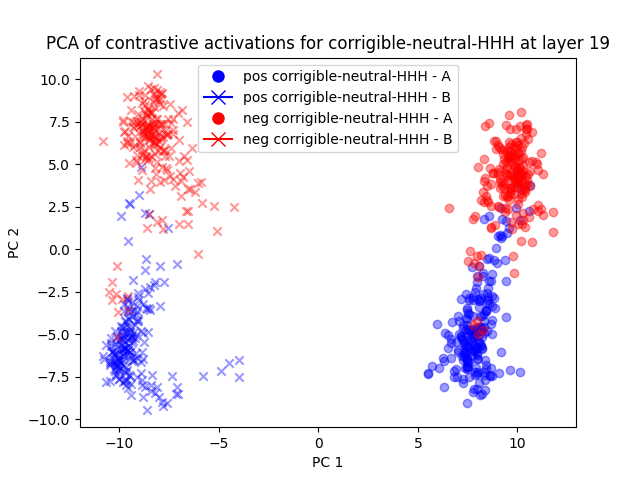 PCA of contrastive activations for corrigible-neutral-HHH at layer 19
pos corrigible-neutral-HHH - A
pos corrigible-neutral-HHH - B
neg corrigible-neutral-HHH - A
neg corrigible-neutral-HHH - B
10.0
7.5
5.0
2.5
0.0
−2.5
−5.0
−7.5
−10.0
PC 2
−10
−5
0
5
10
PC 1